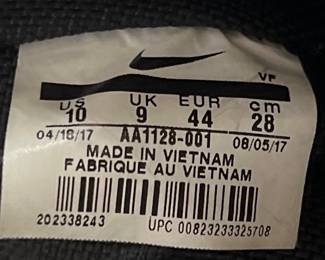 VF
US UK EUR cm
10 9 44 28
04/18/17 AA1128-001 08/05/17
MADE IN VIETNAM
FABRIQUE AU VIETNAM
202338243 UPC 00823233325708